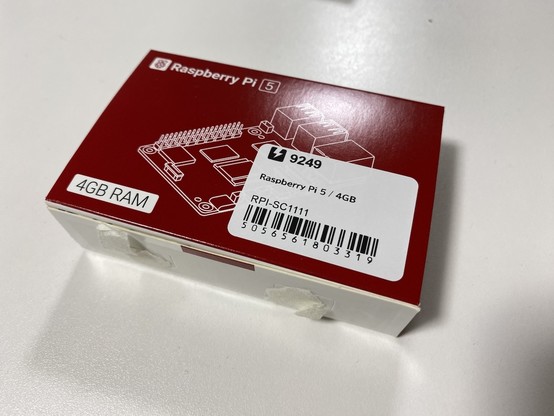 Raspberry Pi 5
4GB RAM
9249
Raspberry Pi 5 / 4GB
RPI-SC1111
5056561803319